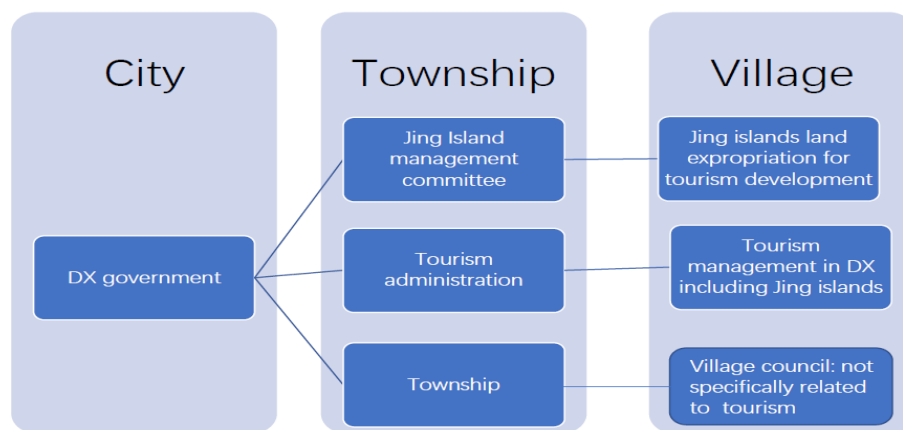 City
Township
Village
Jing Island
management
committee
Jing islands land
expropriation for
tourism development
DX government
Tourism
administration
Tourism
management in DX
including Jing islands
Township
Village council: not
specifically related
to tourism